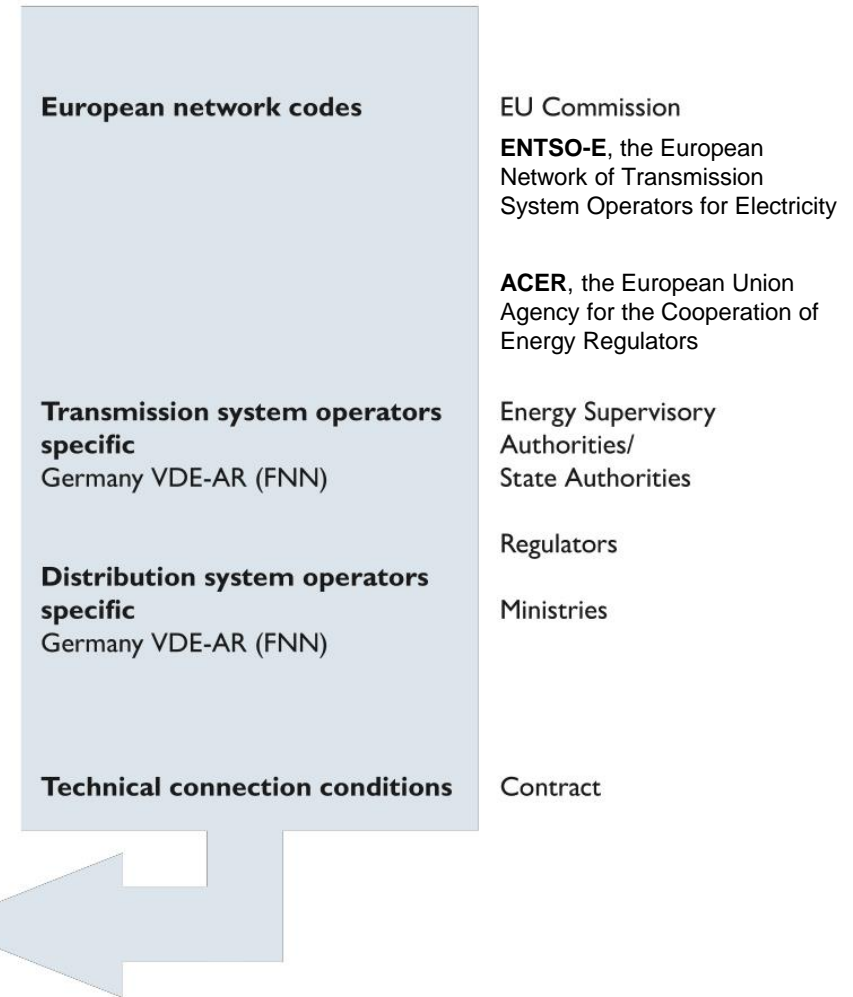 European network codes
EU Commission
ENTSO-E, the European
Network of Transmission
System Operators for Electricity
ACER, the European Union
Agency for the Cooperation of
Energy Regulators
Transmission system operators
specific
Germany VDE-AR (FNN)
Energy Supervisory
Authorities/
State Authorities
Regulators
Distribution system operators
specific
Germany VDE-AR (FNN)
Ministries
Technical connection conditions
Contract